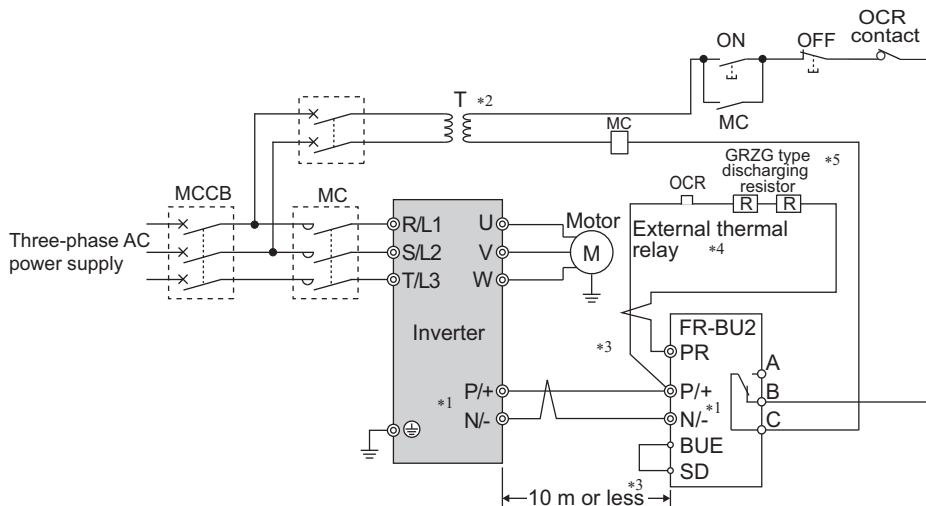 OCR
contact
ON
OFF
MC
T *2
MC
GRZG type
discharging
resistor
*5
OCR
R
R
External thermal
relay *4
MCCB
MC
Three-phase AC
power supply
R/L1
S/L2
T/L3
U
V
W
Motor
M
Inverter
*3
FR-BU2
PR
A
P/+
P/+
B
*1
N/-
N/-
*1
C
BUE
SD
10 m or less
*3